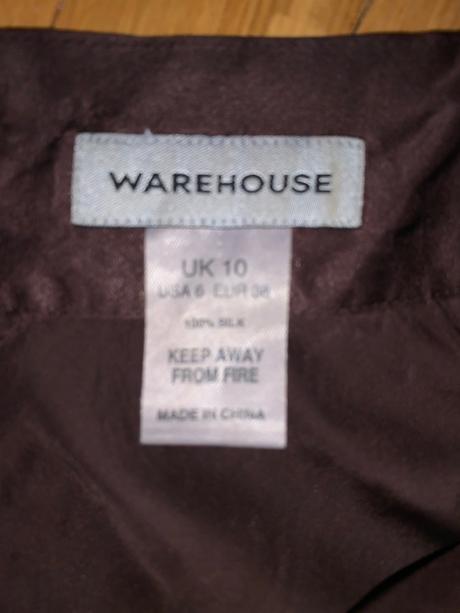 WAREHOUSE
UK 10
USA 6 EUR 38
100% SILK
KEEP AWAY
FROM FIRE
MADE IN CHINA